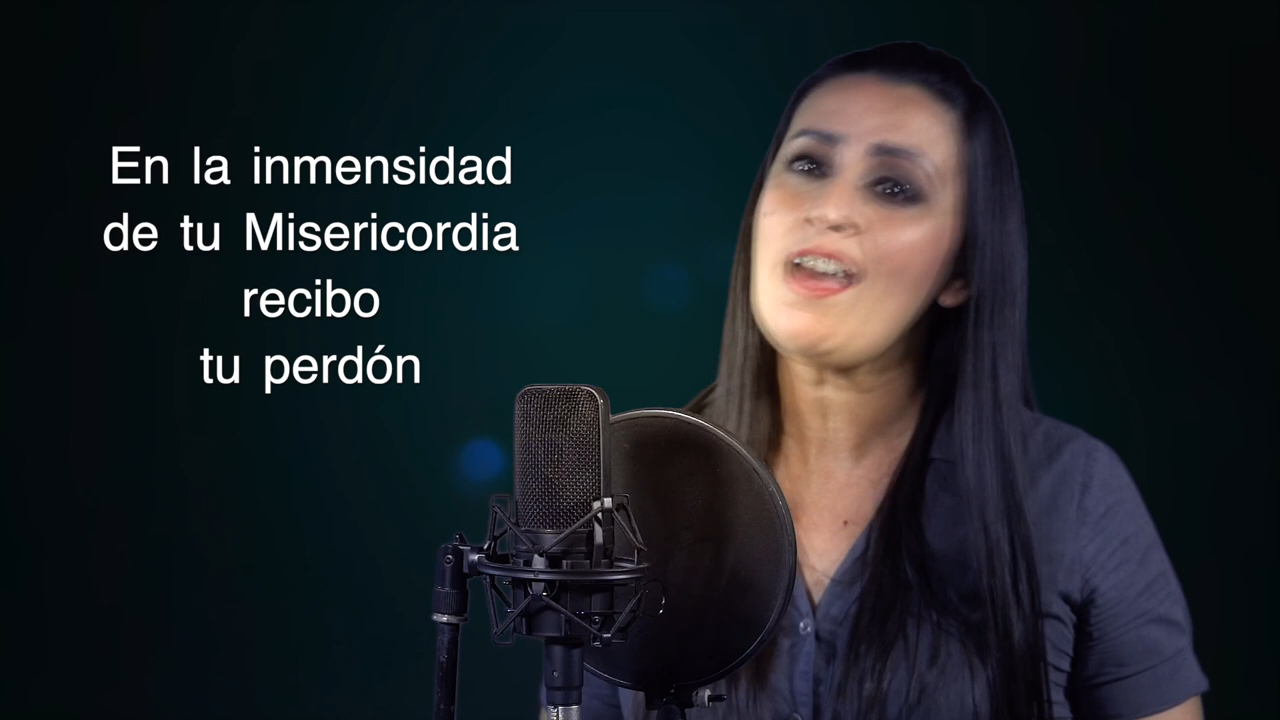 En la inmensidad
de tu Misericordia
recibo
tu perdón